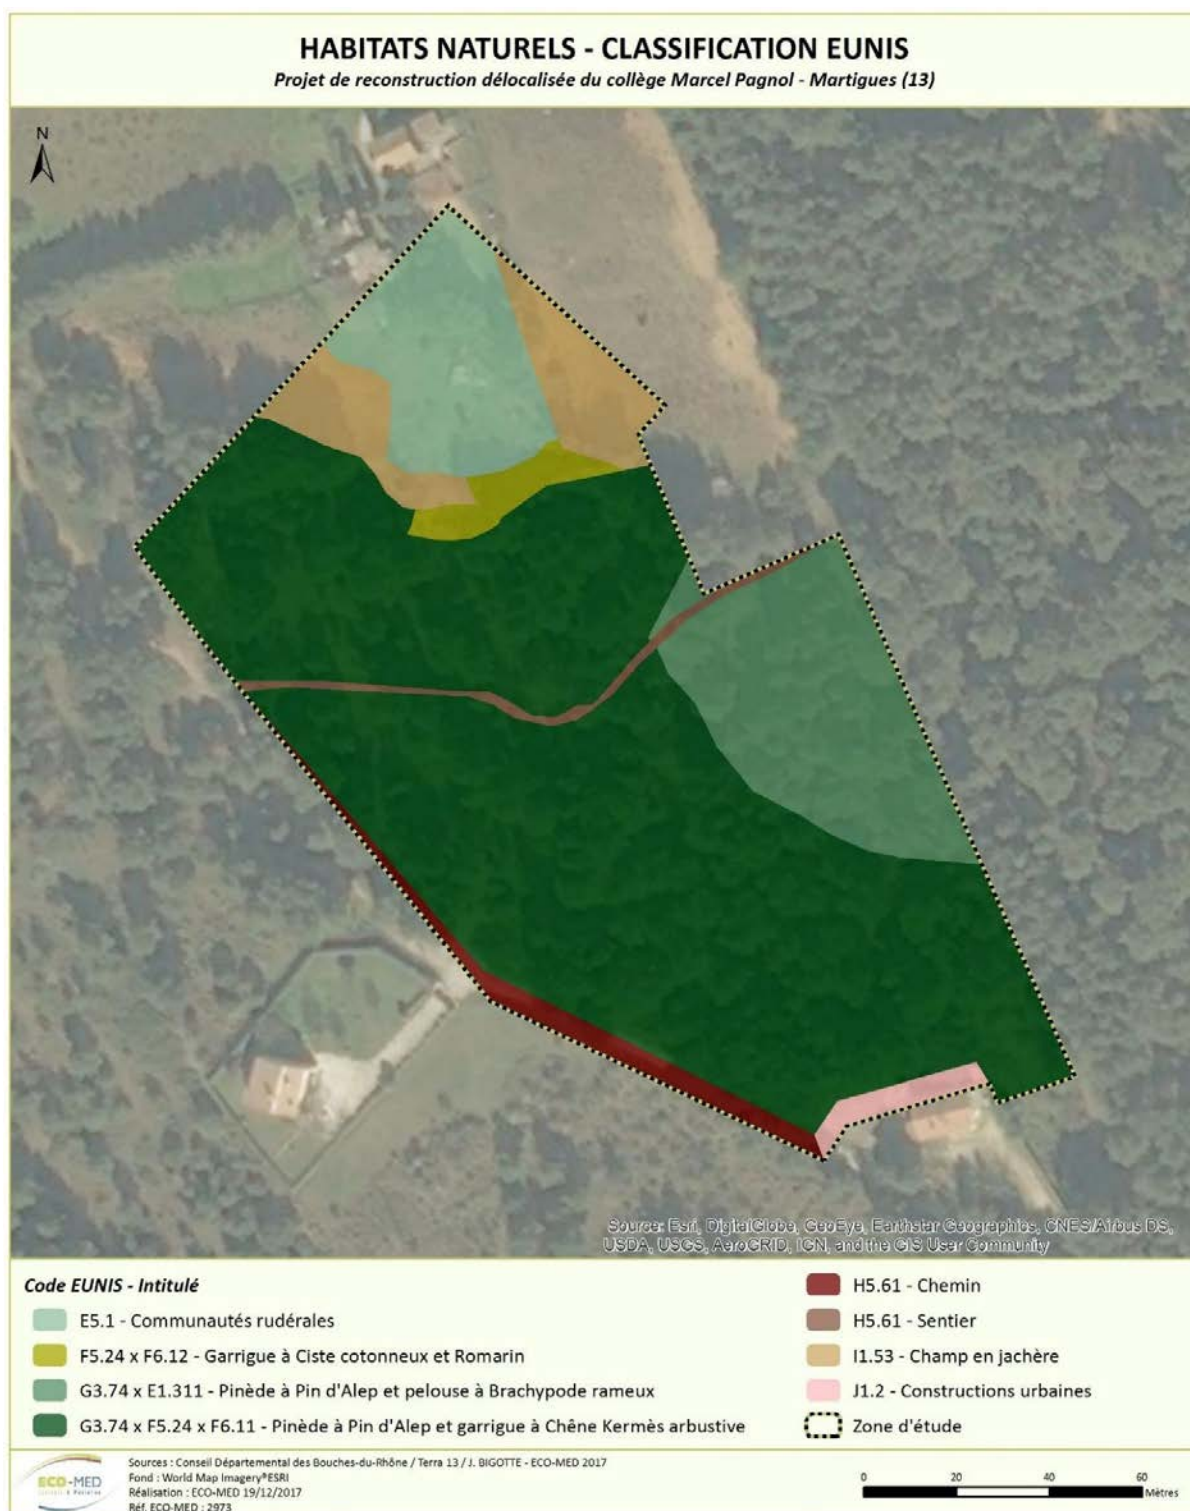 HABITATS NATURELS - CLASSIFICATION EUNIS
Projet de reconstruction délocalisée du collège Marcel Pagnol - Martigues (13)
N
Source: Esri, DigitalGlobe, GeoEye, Earthstar Geographics, CNES/Airbus DS,
USDA, USGS, AeroGRID, IGN, and the GIS User Community
Code EUNIS - Intitulé
E5.1 - Communautés rudérales
F5.24 x F6.12 - Garrigue à Ciste cotonneux et Romarin
G3.74 x E1.311 - Pinède à Pin d'Alep et pelouse à Brachypode rameux
G3.74 x F5.24 x F6.11 - Pinède à Pin d'Alep et garrigue à Chêne Kermès arbustive
H5.61 - Chemin
H5.61 - Sentier
I1.53 - Champ en jachère
J1.2 - Constructions urbaines
Zone d'étude
ECO-MED
Sources : Conseil Départemental des Bouches-du-Rhône / Terra 13 / J. BIGOTTE - ECO-MED 2017
Fond : World Map Imagery®ESRI
Réalisation : ECO-MED 19/12/2017
Réf. ECO-MED : 2973
0 20 40 60
Mètres